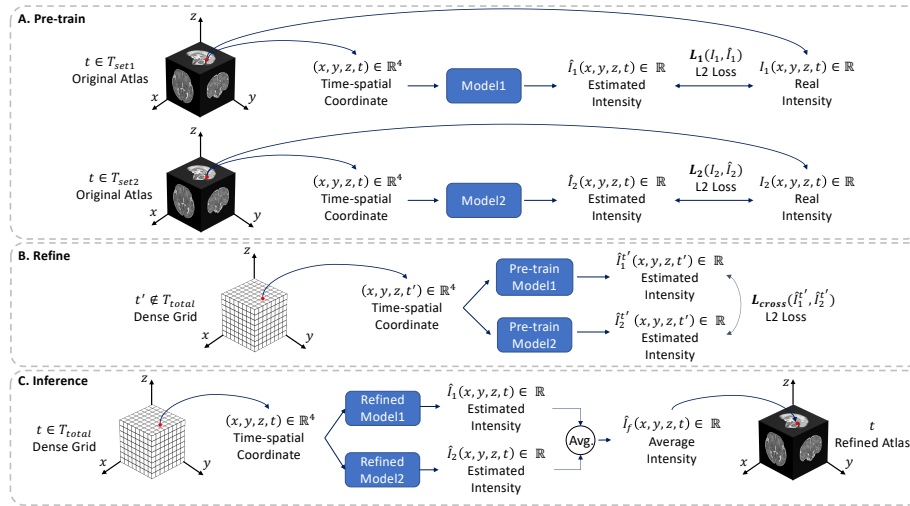 A. Pre-train
z
t ∈ T_set1
Original Atlas
x
y
(x, y, z, t) ∈ ℝ⁴
Time-spatial
Coordinate
Model1
Î₁(x, y, z, t) ∈ ℝ
Estimated
Intensity
L₁(I₁, Î₁)
L2 Loss
I₁(x, y, z, t) ∈ ℝ
Real
Intensity
z
t ∈ T_set2
Original Atlas
x
y
(x, y, z, t) ∈ ℝ⁴
Time-spatial
Coordinate
Model2
Î₂(x, y, z, t) ∈ ℝ
Estimated
Intensity
L₂(I₂, Î₂)
L2 Loss
I₂(x, y, z, t) ∈ ℝ
Real
Intensity
B. Refine
z
t' ∉ T_total
Dense Grid
x
y
(x, y, z, t') ∈ ℝ⁴
Time-spatial
Coordinate
Pre-train
Model1
Î₁^t'(x, y, z, t') ∈ ℝ
Estimated
Intensity
Pre-train
Model2
Î₂^t'(x, y, z, t') ∈ ℝ
Estimated
Intensity
L_cross(Î₁^t', Î₂^t')
L2 Loss
C. Inference
z
t ∈ T_total
Dense Grid
x
y
(x, y, z, t) ∈ ℝ⁴
Time-spatial
Coordinate
Refined
Model1
Î₁(x, y, z, t) ∈ ℝ
Estimated
Intensity
Refined
Model2
Î₂(x, y, z, t) ∈ ℝ
Estimated
Intensity
Avg.
Î_f(x, y, z, t) ∈ ℝ
Average
Intensity
z
x
y
t
Refined Atlas